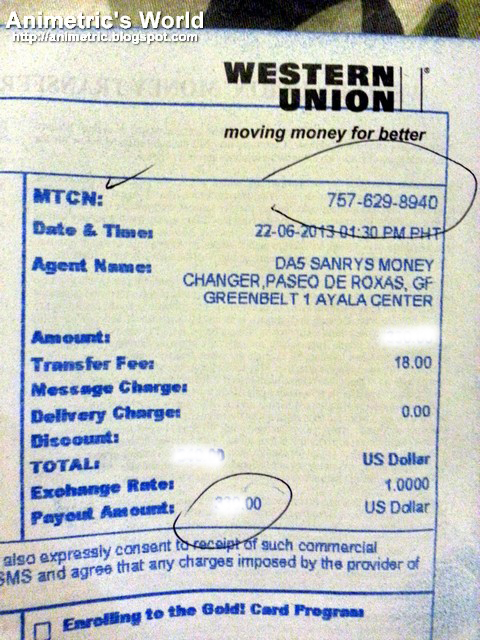 Animetric's World
http://animetric.blogspot.com
WESTERN
UNION
moving money for better
MTCN: 757-629-8940
Date & Time: 22-06-2013 01:30 PM PHT
Agent Name: DA5 SANRYS MONEY
CHANGER,PASEO DE ROXAS, GF
GREENBELT 1 AYALA CENTER
Amount:
Transfer Fee: 18.00
Message Charge:
Delivery Charge: 0.00
Discount:
TOTAL: US Dollar
Exchange Rate: 1.0000
Payout Amount: .00 US Dollar
also expressly consent to receipt of such commercial
SMS and agree that any charges imposed by the provider of
Enrolling to the Gold! Card Program